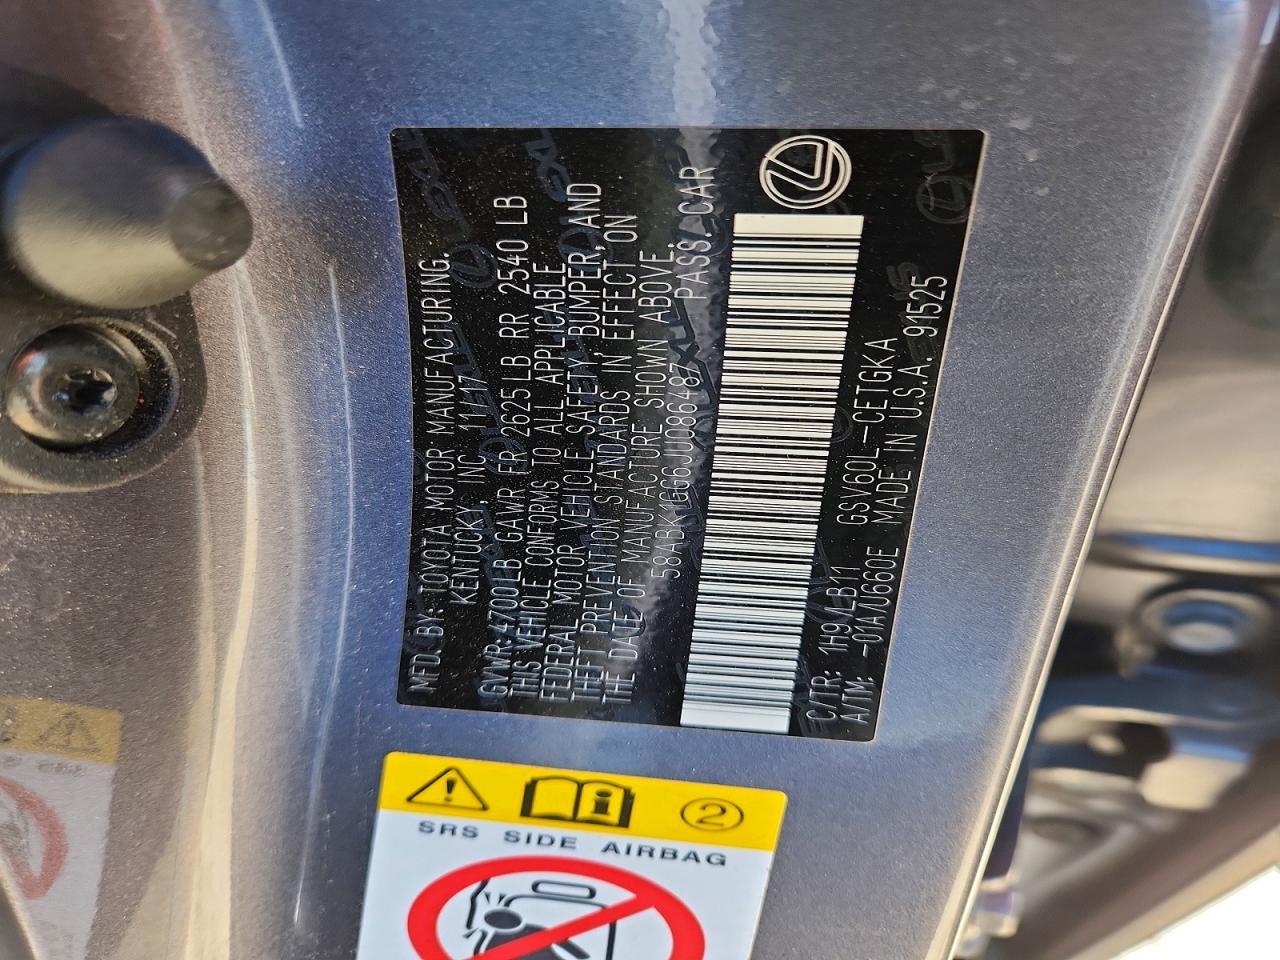 MFD. BY: TOYOTA MOTOR MANUFACTURING,
KENTUCKY, INC. 11/17
GVWR: 4700LB GAWR FR 2625 LB RR 2540 LB
THIS VEHICLE CONFORMS TO ALL APPLICABLE
FEDERAL MOTOR VEHICLE SAFETY, BUMPER, AND
THEFT PREVENTION STANDARDS IN EFFECT ON
THE DATE OF MANUFACTURE SHOWN ABOVE.
58ABK1GG6JU086487 PASS. CAR
C/TR: 1H9 / LB11 GSV60L-CETGKA
A/TM: -01A/U660E MADE IN U.S.A. 91525
2
SRS SIDE AIRBAG